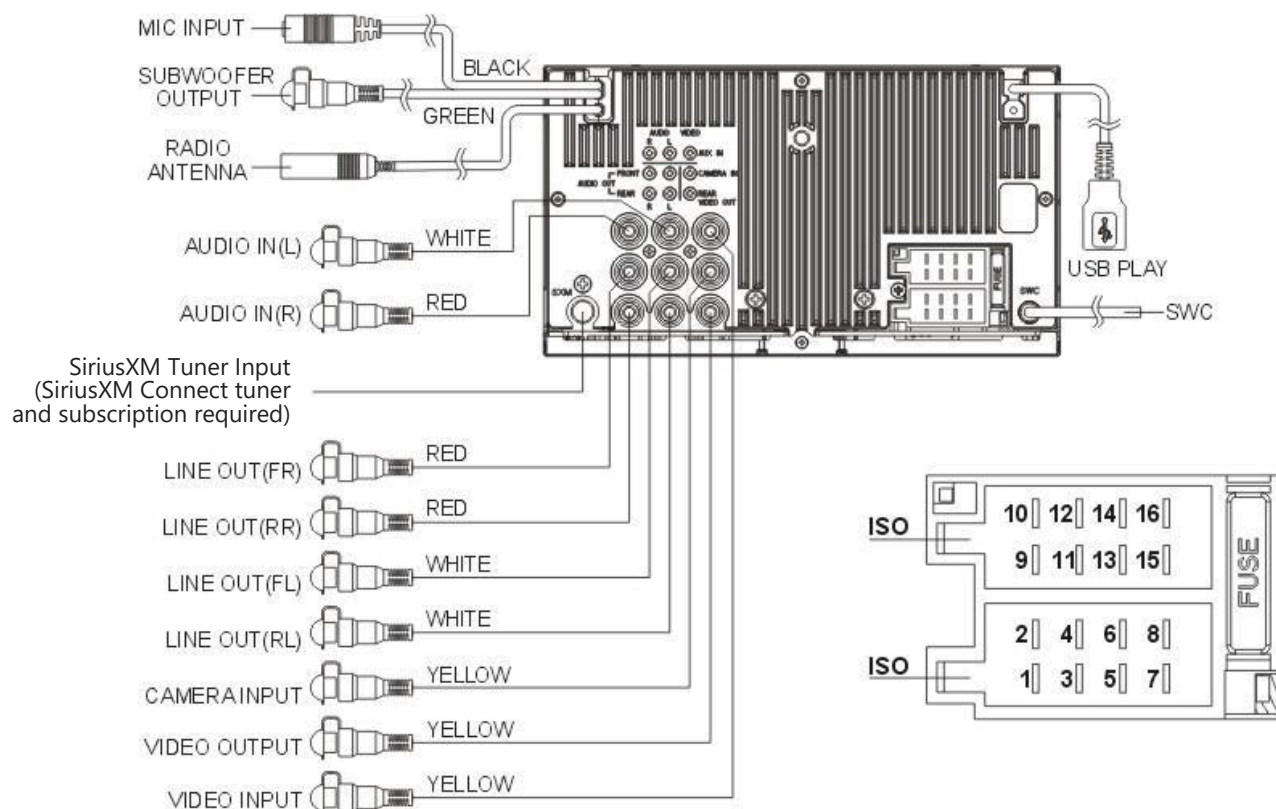 MIC INPUT
BLACK
SUBWOOFER
OUTPUT
GREEN
RADIO
ANTENNA
AUDIO VIDEO
R L
AUX IN
FRONT
CAMERA IN
AUDIO OUT
REAR
REAR
VIDEO OUT
R L
AUDIO IN(L)
WHITE
AUDIO IN(R)
RED
SXM
FUSE
SWC
USB PLAY
SWC
SiriusXM Tuner Input
(SiriusXM Connect tuner
and subscription required)
LINE OUT(FR)
RED
LINE OUT(RR)
RED
LINE OUT(FL)
WHITE
LINE OUT(RL)
WHITE
CAMERA INPUT
YELLOW
VIDEO OUTPUT
YELLOW
VIDEO INPUT
YELLOW
ISO
10 12 14 16
9 11 13 15
FUSE
ISO
2 4 6 8
1 3 5 7